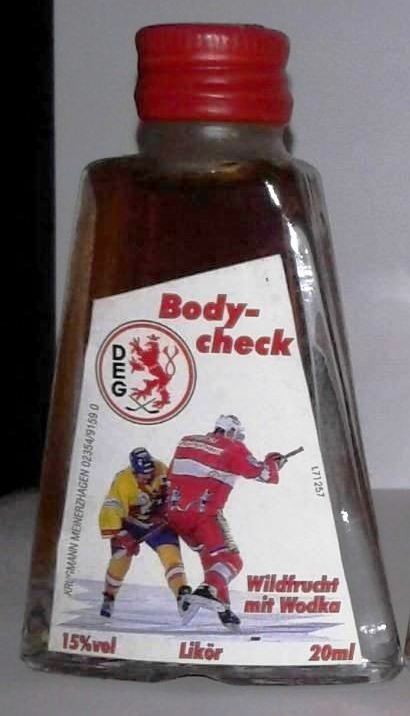 Body-
check
DEG
KRUGMANN MEINERZHAGEN 02354/9159 0
L71257
Wildfrucht
mit Wodka
15%vol Likör 20ml